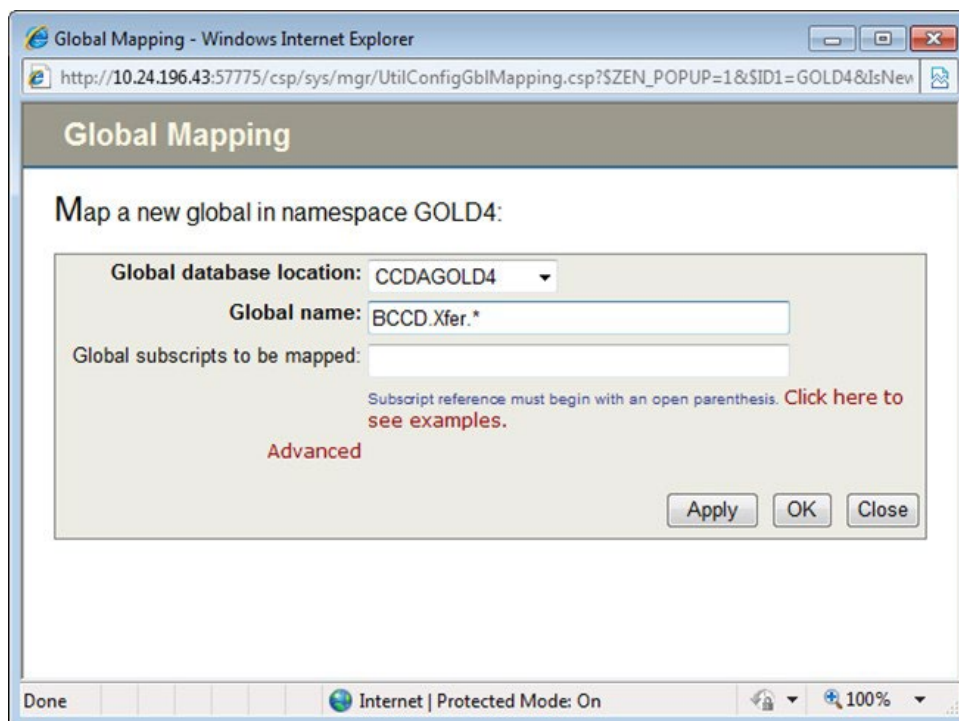 Global Mapping - Windows Internet Explorer
http://10.24.196.43:57775/csp/sys/mgr/UtilConfigGblMapping.csp?$ZEN_POPUP=1&$ID1=GOLD4&IsNew
Global Mapping
Map a new global in namespace GOLD4:
Global database location: CCDAGOLD4
Global name: BCCD.Xfer.*
Global subscripts to be mapped:
Subscript reference must begin with an open parenthesis. Click here to
see examples.
Advanced
Apply OK Close
Done Internet | Protected Mode: On 100%